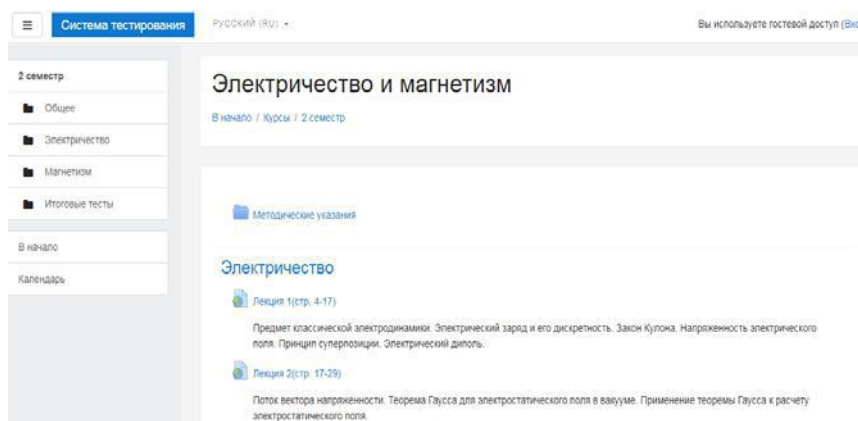 Система тестирования
РУССКИЙ (RU)
Вы используете гостевой доступ (Вхо
2 семестр
Общее
Электричество
Магнетизм
Итоговые тесты
В начало
Календарь
Электричество и магнетизм
В начало / Курсы / 2 семестр
Методические указания
Электричество
Лекция 1(стр. 4-17)
Предмет классической электродинамики. Электрический заряд и его дискретность. Закон Кулона. Напряженность электрического
поля. Принцип суперпозиции. Электрический диполь.
Лекция 2(стр. 17-29)
Поток вектора напряженности. Теорема Гаусса для электростатического поля в вакууме. Применение теоремы Гаусса к расчету
электростатического поля.